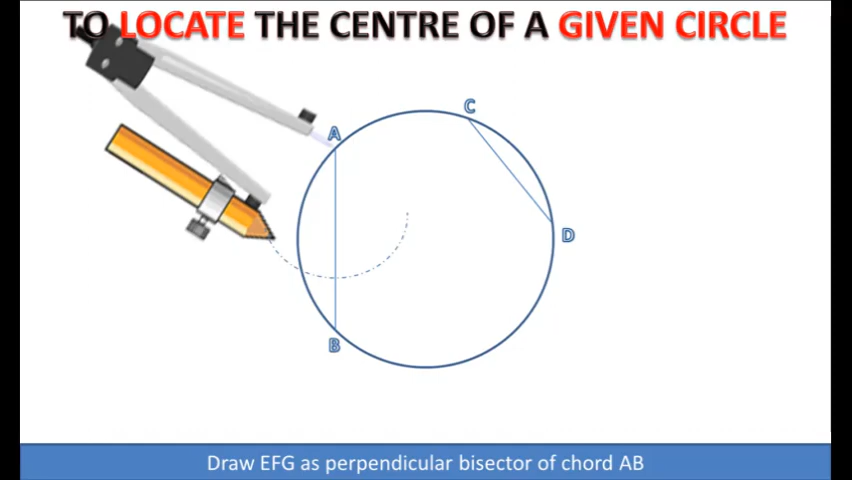 TO LOCATE THE CENTRE OF A GIVEN CIRCLE
C
A
D
B
Draw EFG as perpendicular bisector of chord AB